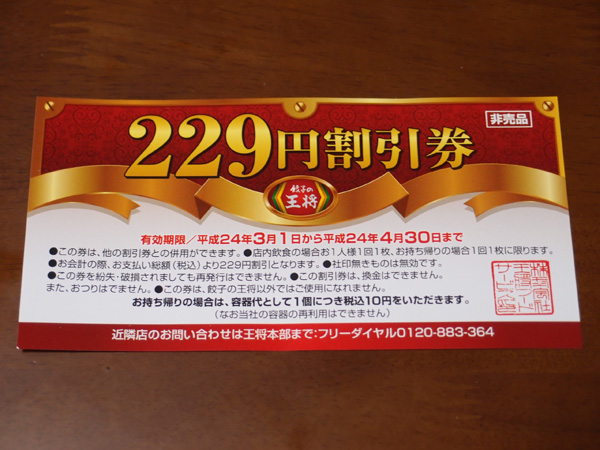 非売品
229円割引券
餃子の
王将
有効期限／平成24年3月1日から平成24年4月30日まで
●この券は、他の割引券との併用ができます。●店内飲食の場合お1人様1回1枚、お持ち帰りの場合1回1枚に限ります。
●お会計の際、お支払い総額（税込）より229円割引となります。●社印無きものは無効です。
●この券を紛失・破損されましても再発行はできません。●この割引券は、換金はできません。
また、おつりはでません。●この券は、餃子の王将以外ではご使用になれません。
お持ち帰りの場合は、容器代として1個につき税込10円をいただきます。
（なお当社の容器の再利用はできません）
近隣店のお問い合わせは王将本部まで：フリーダイヤル0120-883-364